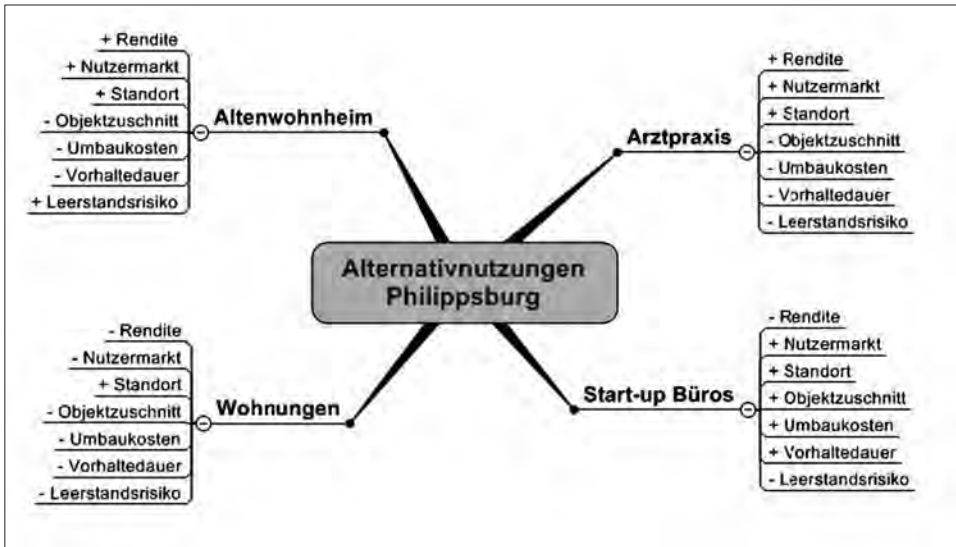 Alternativnutzungen
Philippsburg
Altenwohnheim
+ Rendite
+ Nutzermarkt
+ Standort
- Objektzuschnitt
- Umbaukosten
- Vorhaltedauer
+ Leerstandsrisiko
Arztpraxis
+ Rendite
+ Nutzermarkt
+ Standort
- Objektzuschnitt
- Umbaukosten
- Vorhaltedauer
- Leerstandsrisiko
Wohnungen
- Rendite
- Nutzermarkt
+ Standort
- Objektzuschnitt
- Umbaukosten
- Vorhaltedauer
- Leerstandsrisiko
Start-up Büros
- Rendite
+ Nutzermarkt
+ Standort
+ Objektzuschnitt
+ Umbaukosten
+ Vorhaltedauer
- Leerstandsrisiko